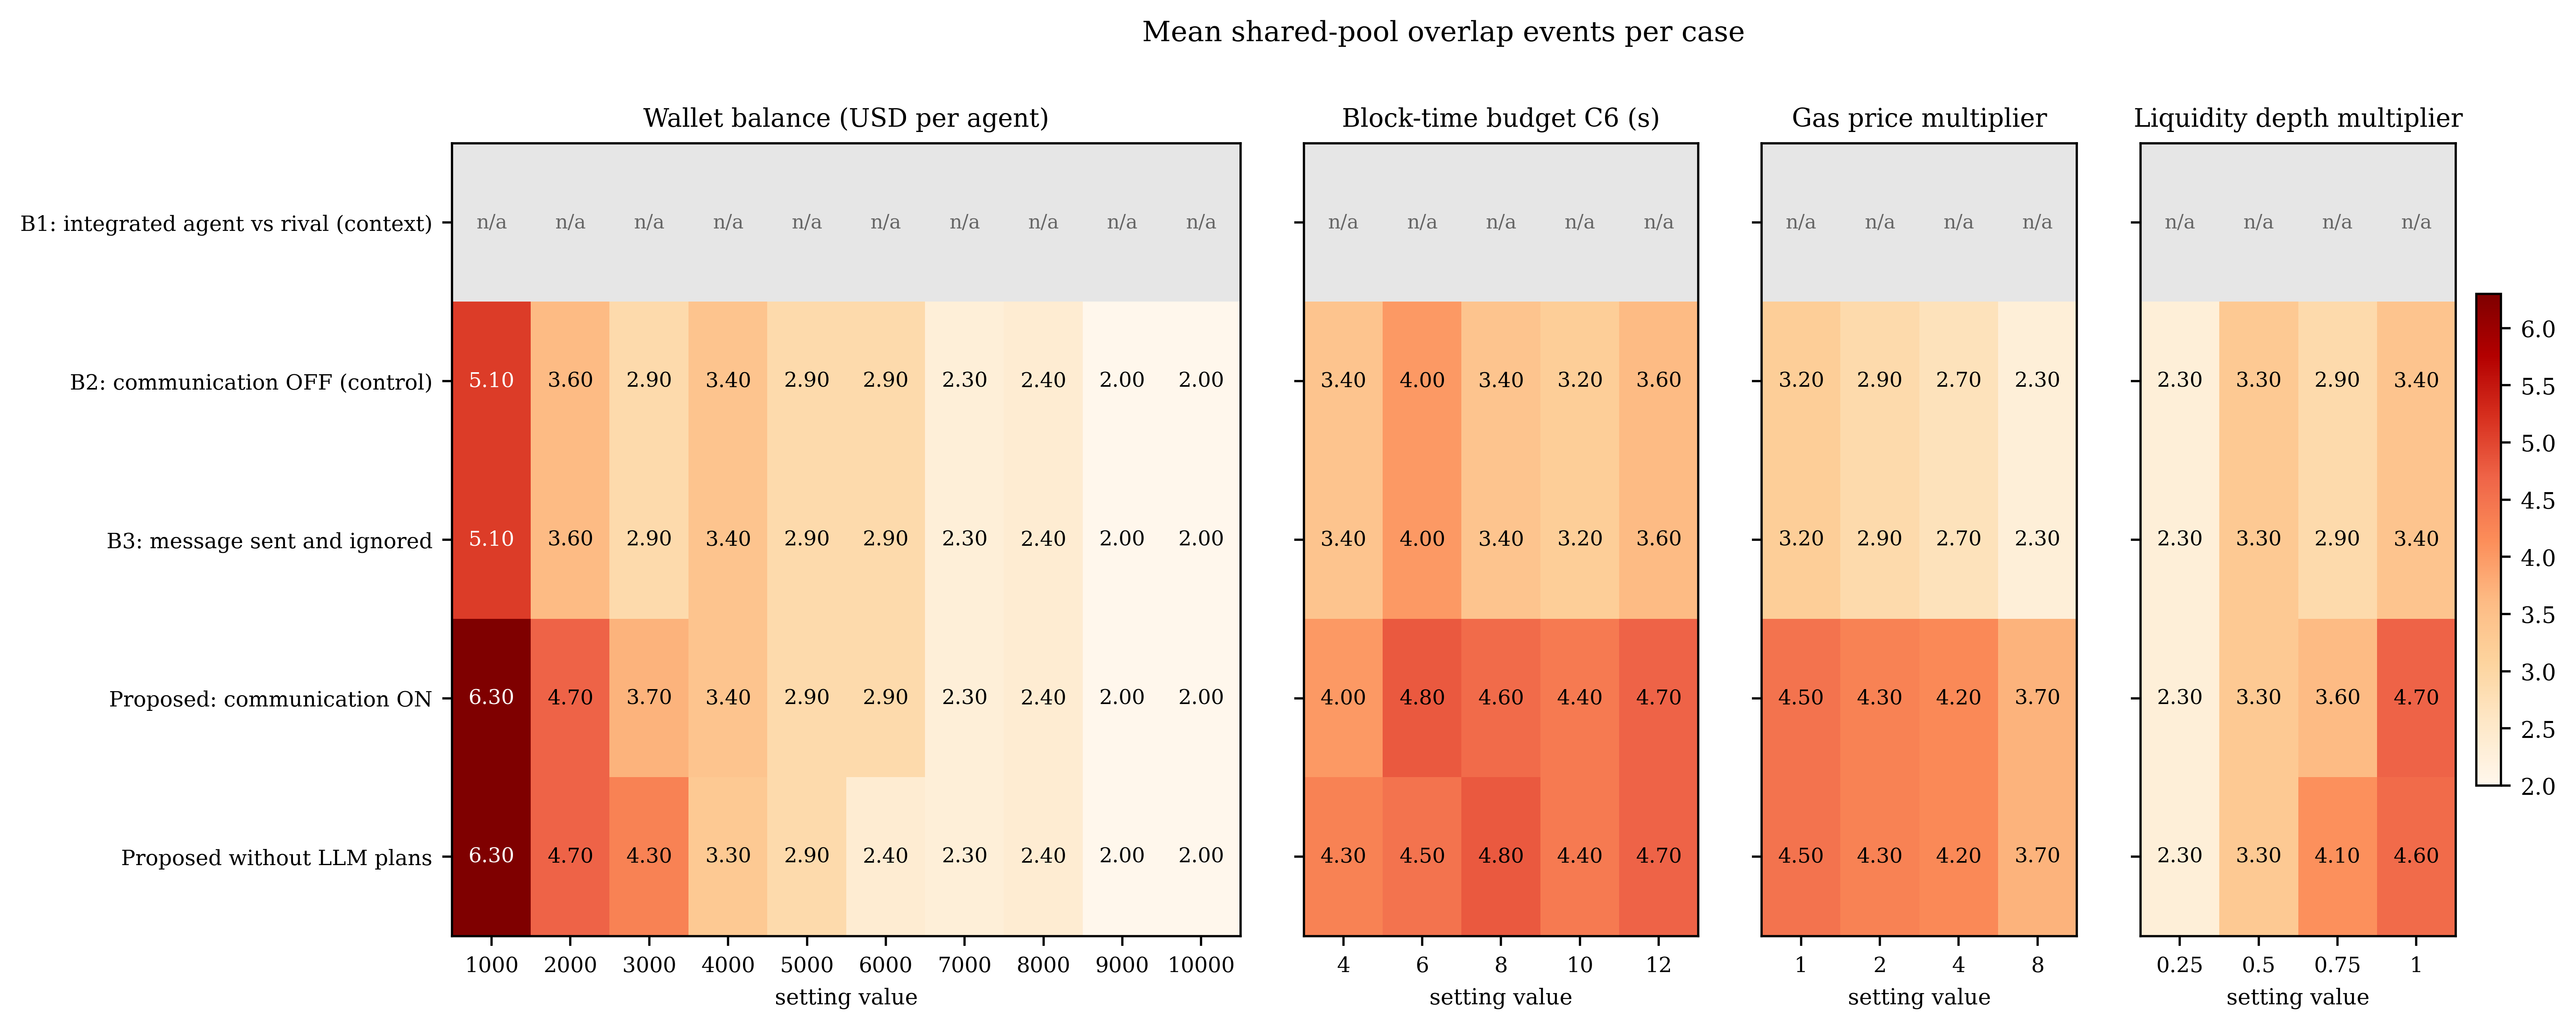 Mean shared-pool overlap events per case
Wallet balance (USD per agent)
Block-time budget C6 (s)
Gas price multiplier
Liquidity depth multiplier
B1: integrated agent vs rival (context)
n/a n/a n/a n/a n/a n/a n/a n/a n/a n/a
n/a n/a n/a n/a n/a
n/a n/a n/a n/a
n/a n/a n/a n/a
B2: communication OFF (control)
5.10 3.60 2.90 3.40 2.90 2.90 2.30 2.40 2.00 2.00
3.40 4.00 3.40 3.20 3.60
3.20 2.90 2.70 2.30
2.30 3.30 2.90 3.40
B3: message sent and ignored
5.10 3.60 2.90 3.40 2.90 2.90 2.30 2.40 2.00 2.00
3.40 4.00 3.40 3.20 3.60
3.20 2.90 2.70 2.30
2.30 3.30 2.90 3.40
Proposed: communication ON
6.30 4.70 3.70 3.40 2.90 2.90 2.30 2.40 2.00 2.00
4.00 4.80 4.60 4.40 4.70
4.50 4.30 4.20 3.70
2.30 3.30 3.60 4.70
Proposed without LLM plans
6.30 4.70 4.30 3.30 2.90 2.40 2.30 2.40 2.00 2.00
4.30 4.50 4.80 4.40 4.70
4.50 4.30 4.20 3.70
2.30 3.30 4.10 4.60
1000 2000 3000 4000 5000 6000 7000 8000 9000 10000
setting value
4 6 8 10 12
setting value
1 2 4 8
setting value
0.25 0.5 0.75 1
setting value
6.0
5.5
5.0
4.5
4.0
3.5
3.0
2.5
2.0